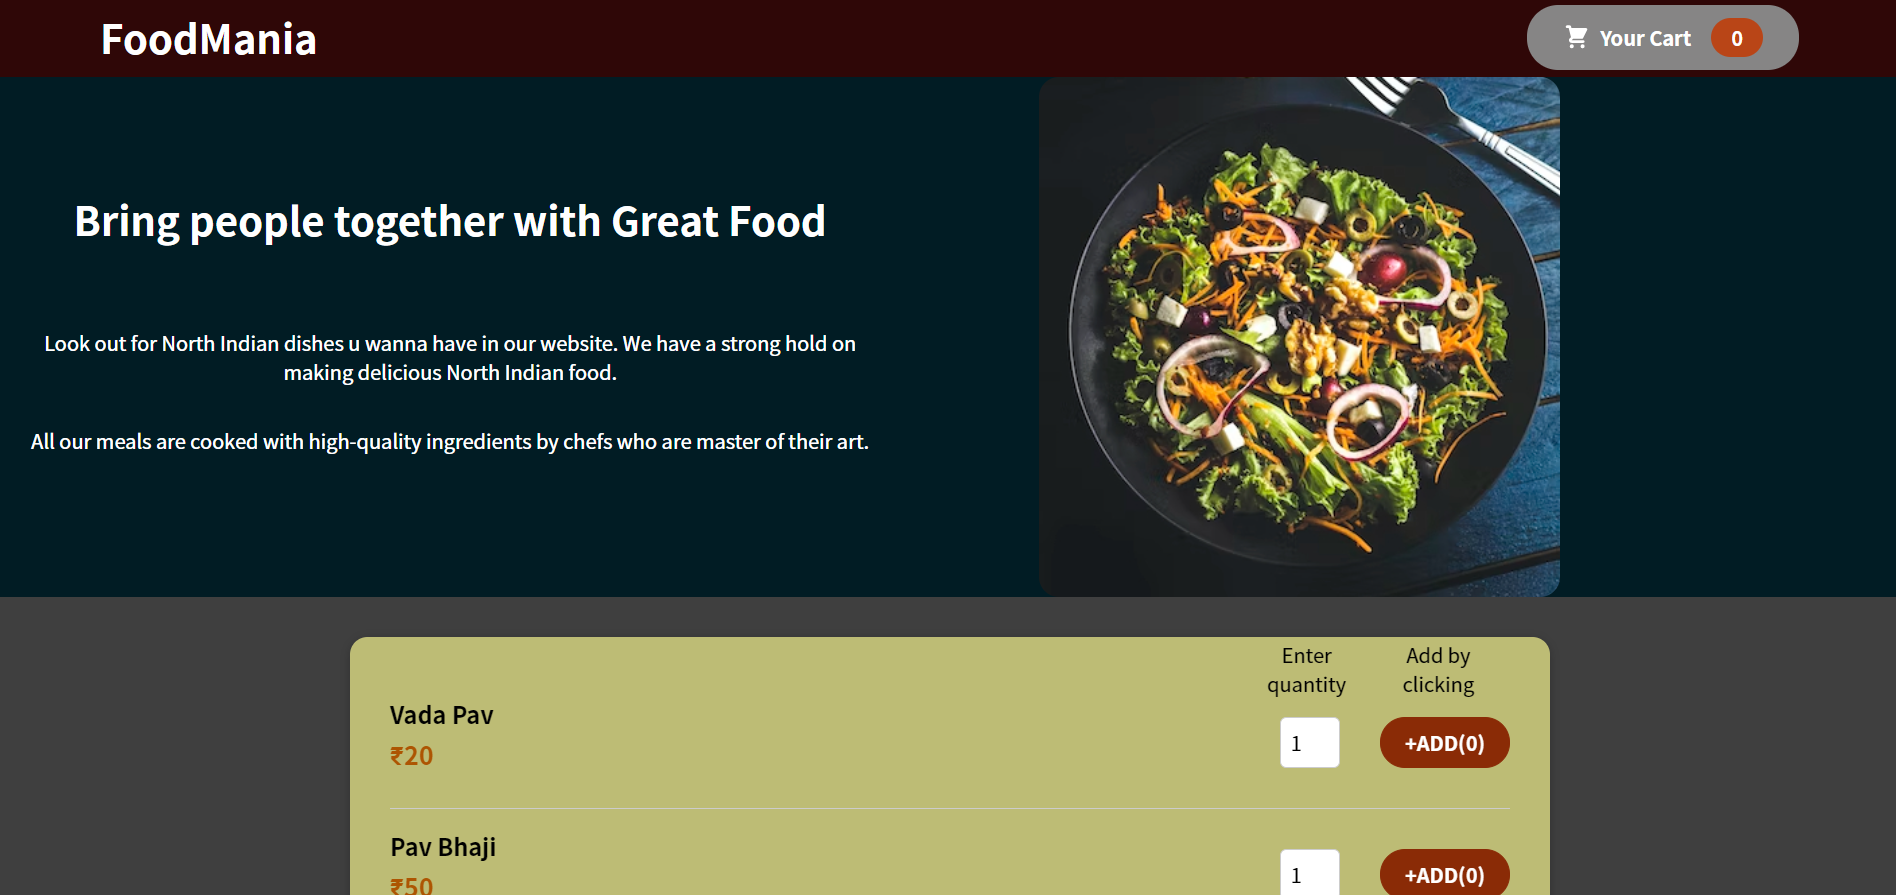 FoodMania
Your Cart 0
Bring people together with Great Food
Look out for North Indian dishes u wanna have in our website. We have a strong hold on
making delicious North Indian food.
All our meals are cooked with high-quality ingredients by chefs who are master of their art.
Enter
quantity
Add by
clicking
Vada Pav
₹20
1
+ADD(0)
Pav Bhaji
₹50
1
+ADD(0)